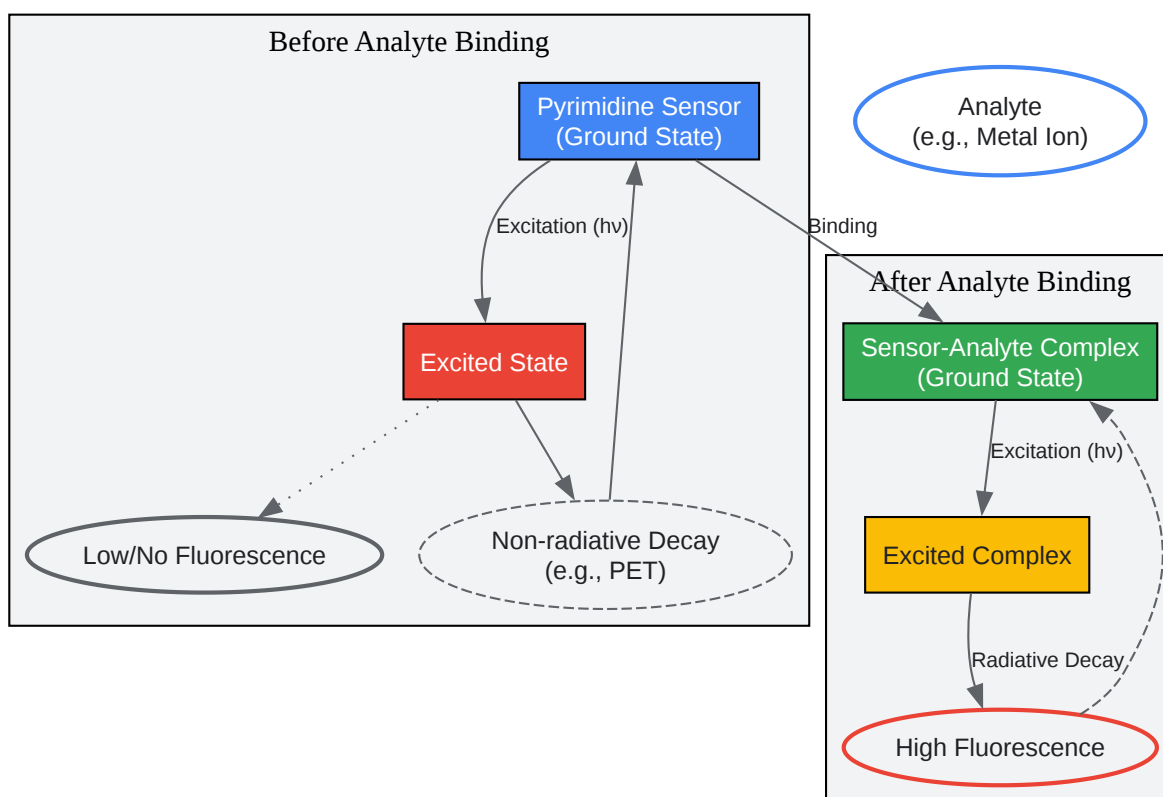 Before Analyte Binding
Pyrimidine Sensor
(Ground State)
Analyte
(e.g., Metal Ion)
Excitation (hν)
Binding
After Analyte Binding
Excited State
Sensor-Analyte Complex
(Ground State)
Excitation (hν)
Low/No Fluorescence
Non-radiative Decay
(e.g., PET)
Excited Complex
Radiative Decay
High Fluorescence